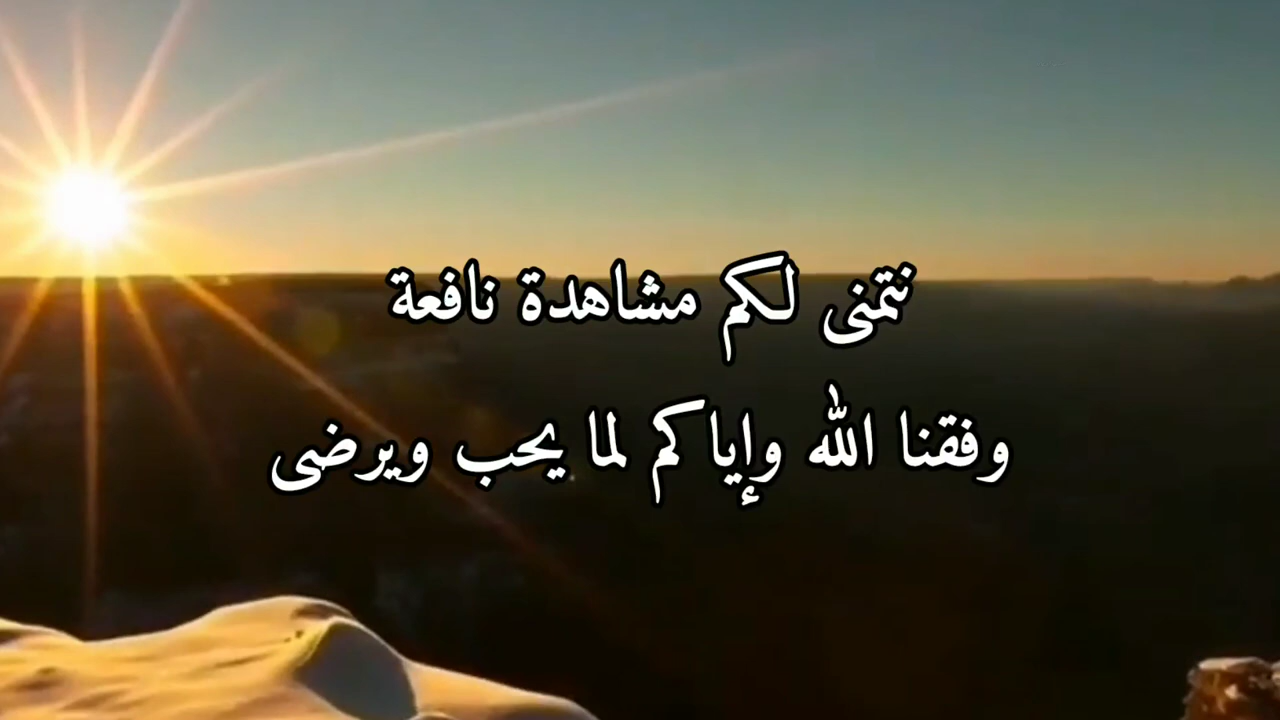 نتمنى لكم مشاهدة نافعة
وفقنا الله وإياكم لما يحب ويرضى